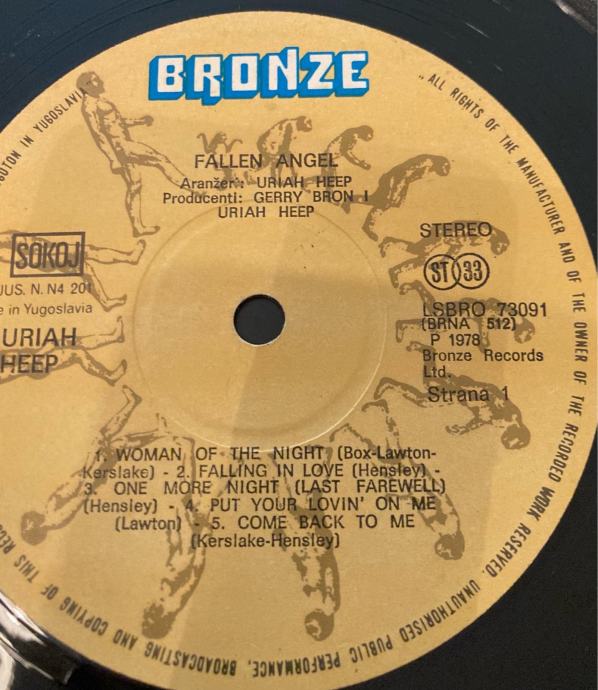 BRONZE
FALLEN ANGEL
Aranžer: URIAH HEEP
Producenti: GERRY BRON I
URIAH HEEP
SOKOJ
JUS. N. N4 201
in Yugoslavia
URIAH
HEEP
STEREO
ST 33
LSBRO 73091
(BRNA 512)
P 1978
Bronze Records
Ltd.
Strana 1
1. WOMAN OF THE NIGHT (Box-Lawton-
Kerslake) - 2. FALLING IN LOVE (Hensley) -
3. ONE MORE NIGHT (LAST FAREWELL)
(Hensley) - 4. PUT YOUR LOVIN' ON ME
(Lawton) - 5. COME BACK TO ME
(Kerslake-Hensley)
IN YUGOSLAVIA
„ ALL RIGHTS OF THE MANUFACTURER AND OF THE OWNER OF THE RECORDED WORK RESERVED. UNAUTHORISED PUBLIC PERFORMANCE, BROADCASTING AND COPYING OF THIS